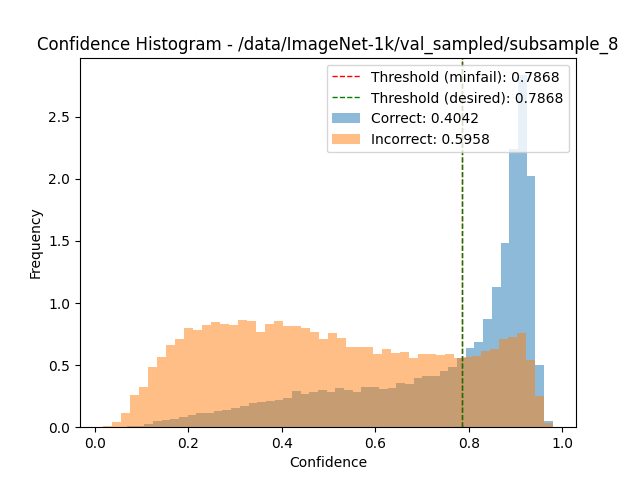 Confidence Histogram - /data/ImageNet-1k/val_sampled/subsample_8
Threshold (minfail): 0.7868
Threshold (desired): 0.7868
Correct: 0.4042
Incorrect: 0.5958
2.5
2.0
1.5
1.0
0.5
0.0
Frequency
0.0 0.2 0.4 0.6 0.8 1.0
Confidence